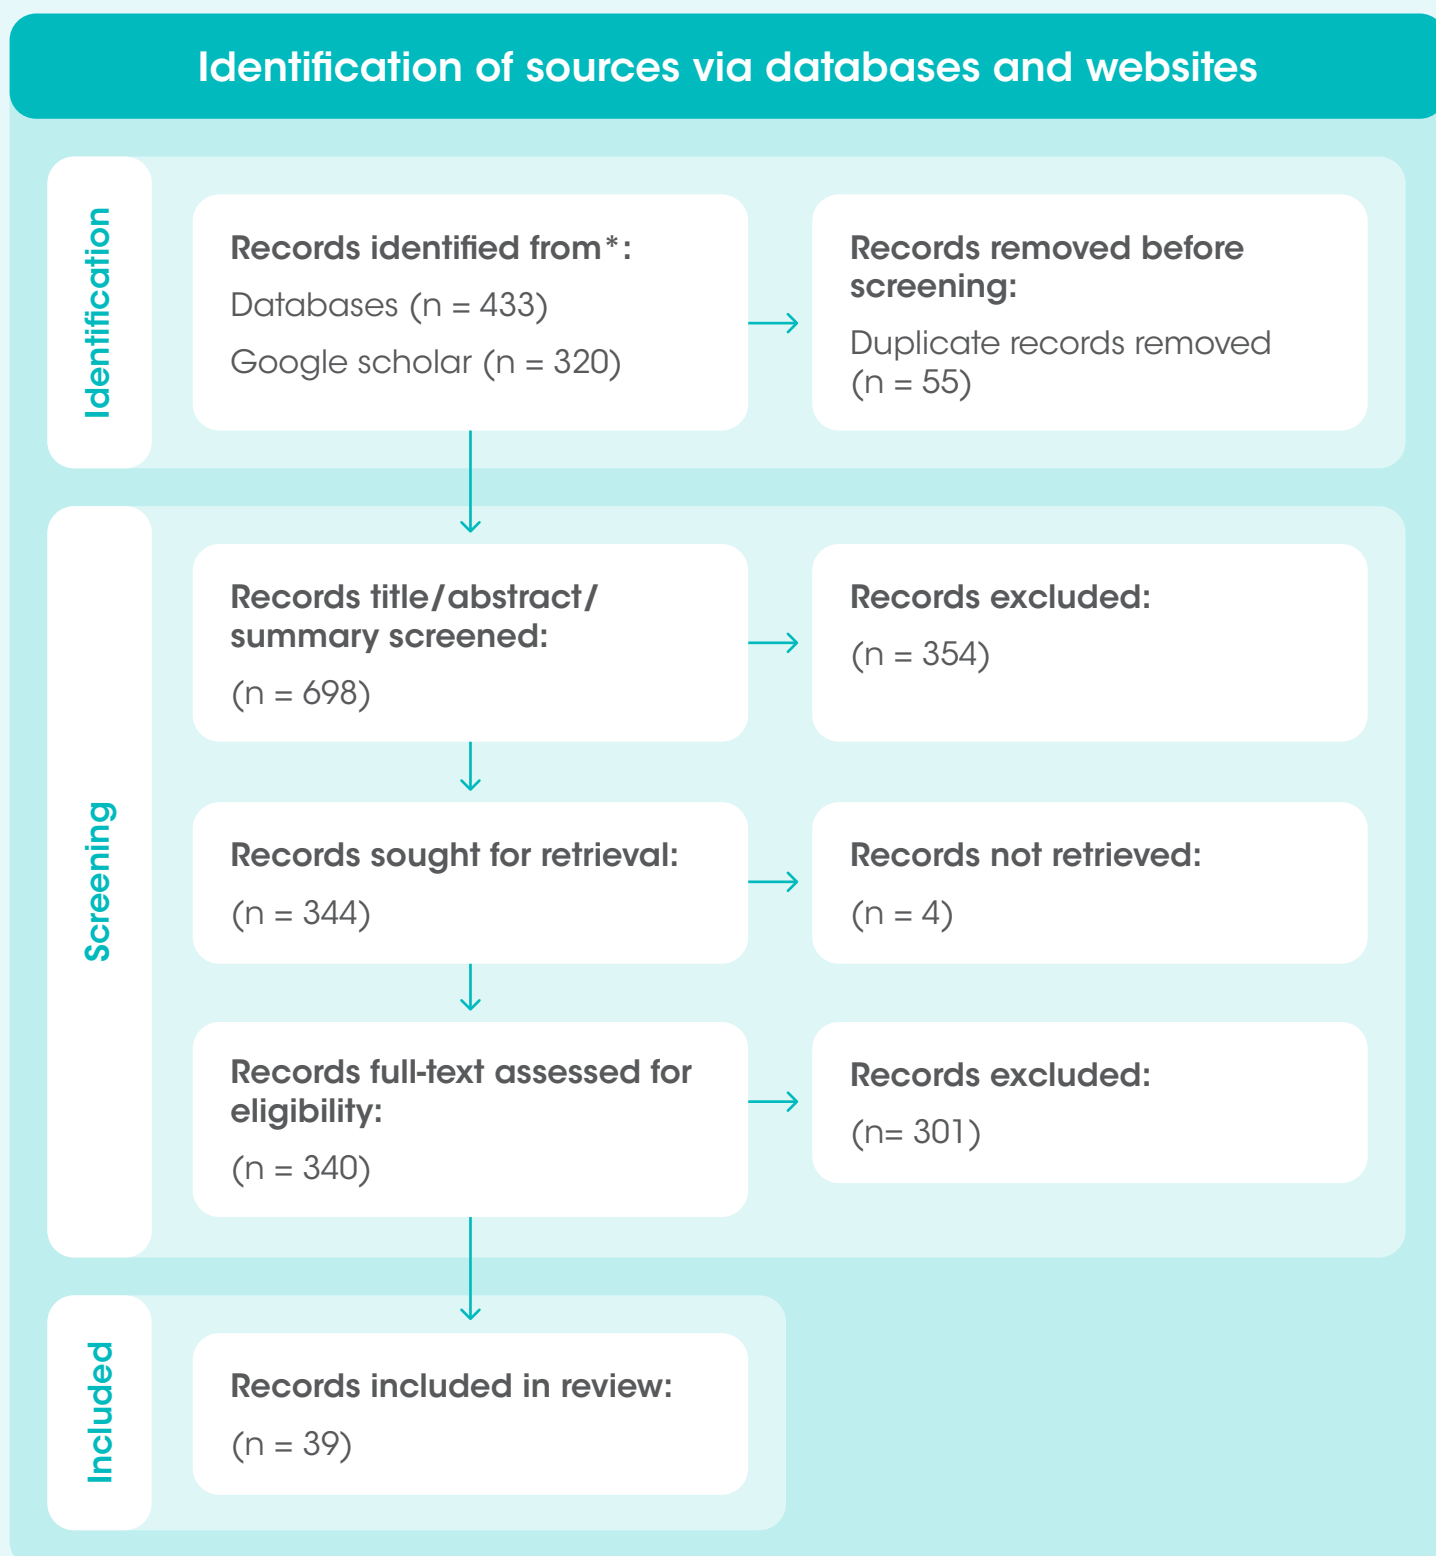 Identification of sources via databases and websites
Identification
Records identified from*:
Databases (n = 433)
Google scholar (n = 320)
Records removed before
screening:
Duplicate records removed
(n = 55)
Screening
Records title/abstract/
summary screened:
(n = 698)
Records excluded:
(n = 354)
Records sought for retrieval:
(n = 344)
Records not retrieved:
(n = 4)
Records full-text assessed for
eligibility:
(n = 340)
Records excluded:
(n= 301)
Included
Records included in review:
(n = 39)